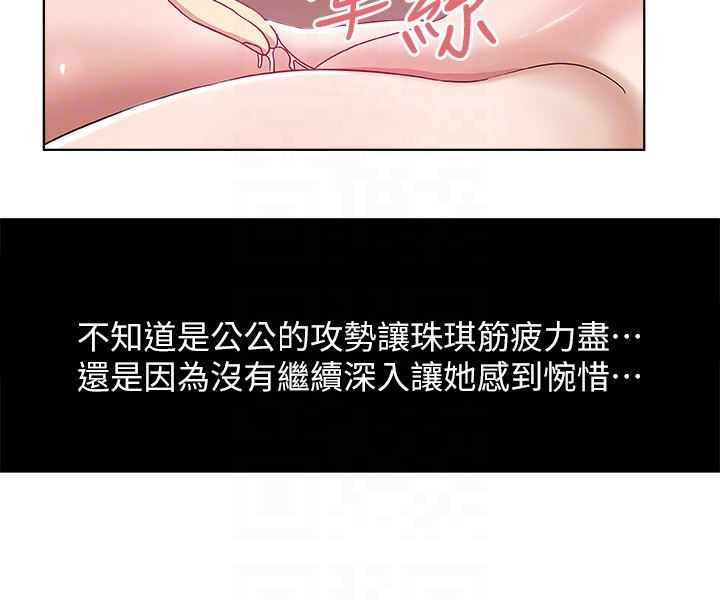 不知道是公公的攻勢讓珠琪筋疲力盡⋯
還是因為沒有繼續深入讓她感到惋惜⋯